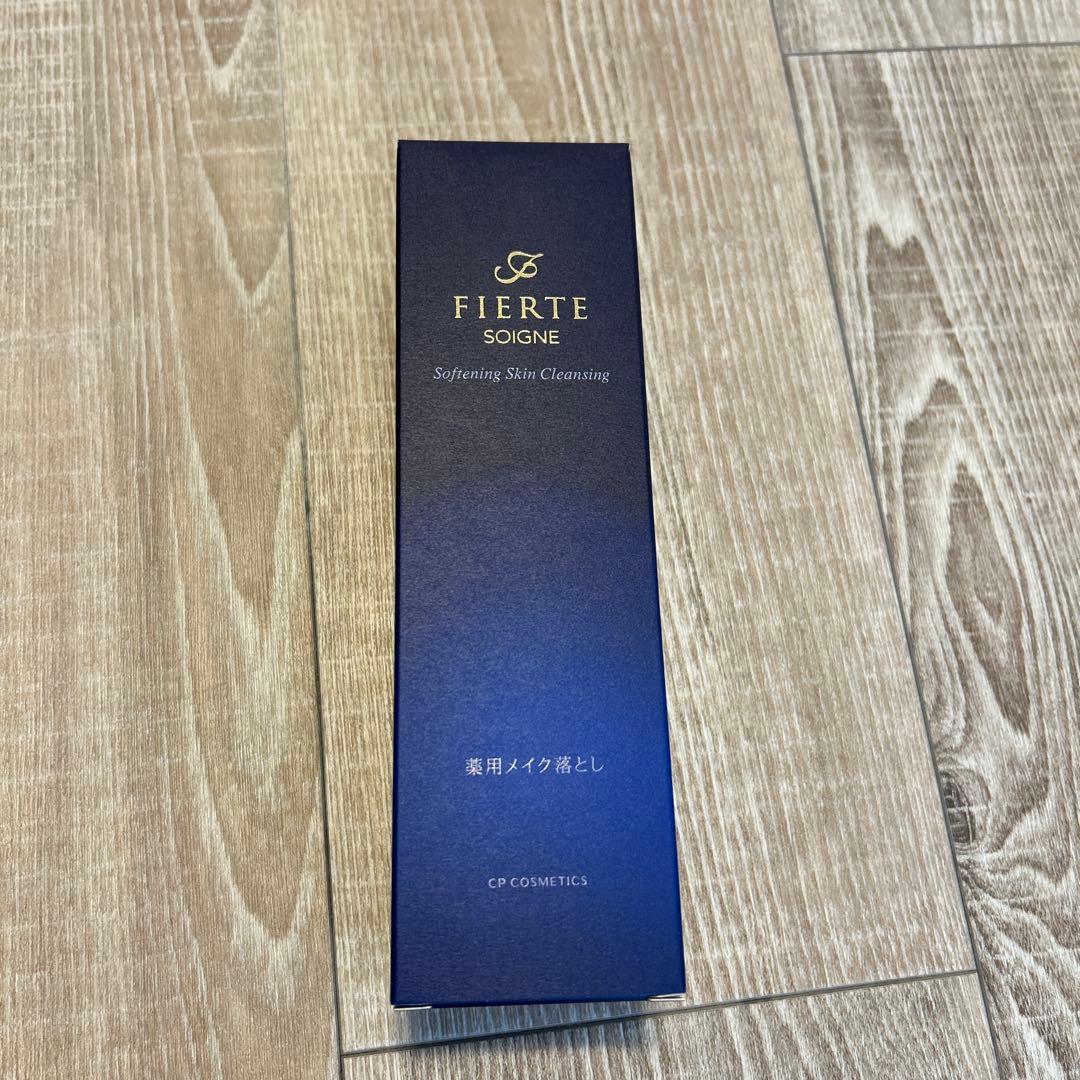 FIERTE
SOIGNE
Softening Skin Cleansing
薬用メイク落とし
CP COSMETICS